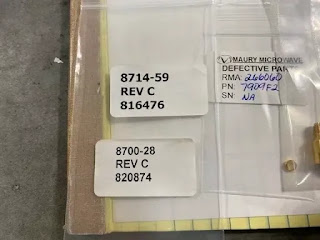 8714-59
REV C
816476
MAURY MICROWAVE
DEFECTIVE PAR
RMA: 266060
PN: 7909F2
SN: NA
8700-28
REV C
820874